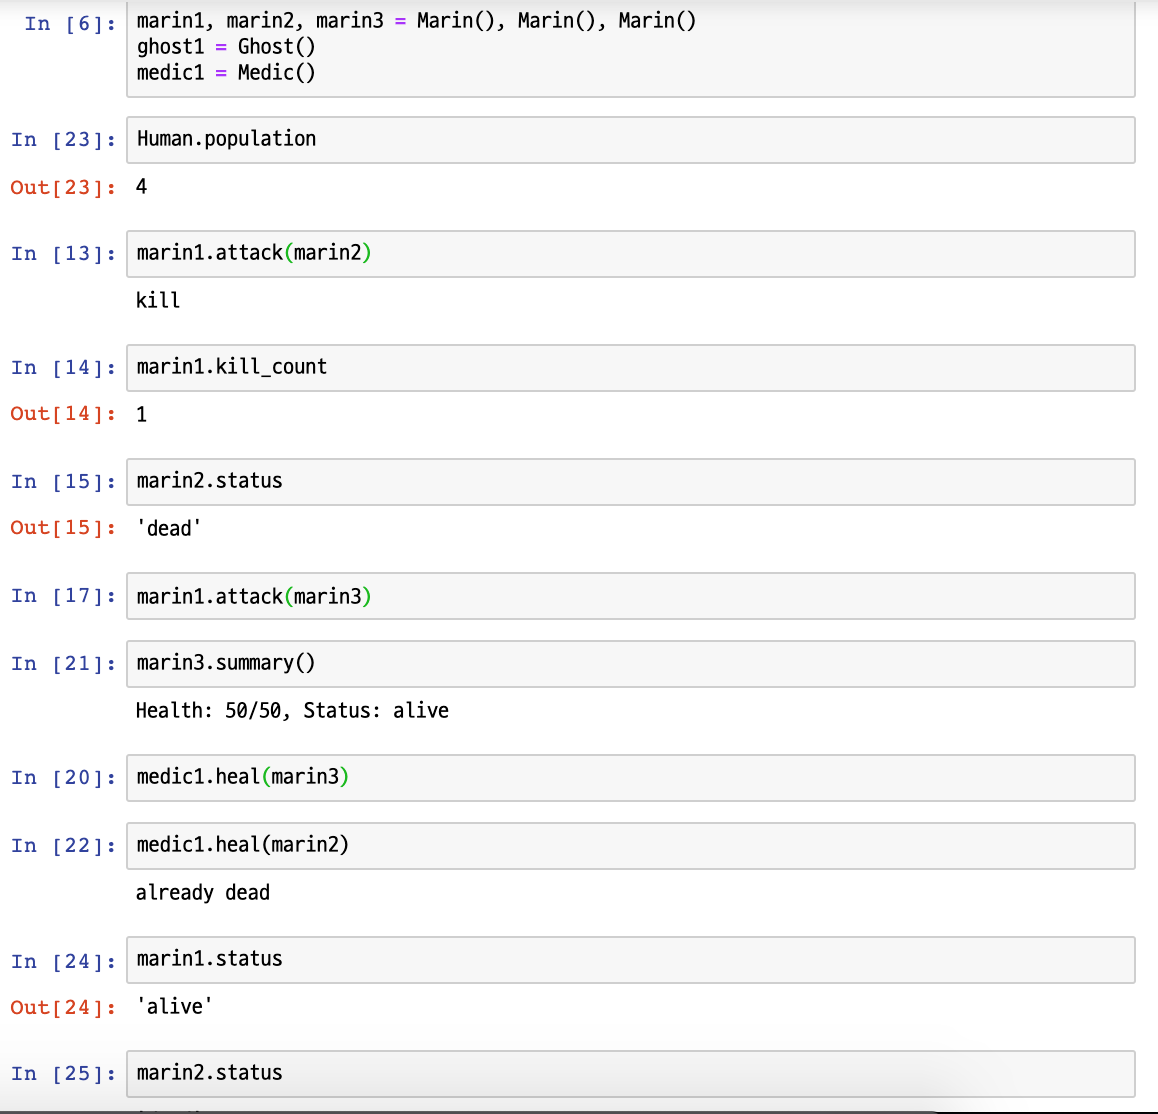 In [6]: marin1, marin2, marin3 = Marin(), Marin(), Marin()
ghost1 = Ghost()
medic1 = Medic()
In [23]: Human.population
Out[23]: 4
In [13]: marin1.attack(marin2)
kill
In [14]: marin1.kill_count
Out[14]: 1
In [15]: marin2.status
Out[15]: 'dead'
In [17]: marin1.attack(marin3)
In [21]: marin3.summary()
Health: 50/50, Status: alive
In [20]: medic1.heal(marin3)
In [22]: medic1.heal(marin2)
already dead
In [24]: marin1.status
Out[24]: 'alive'
In [25]: marin2.status